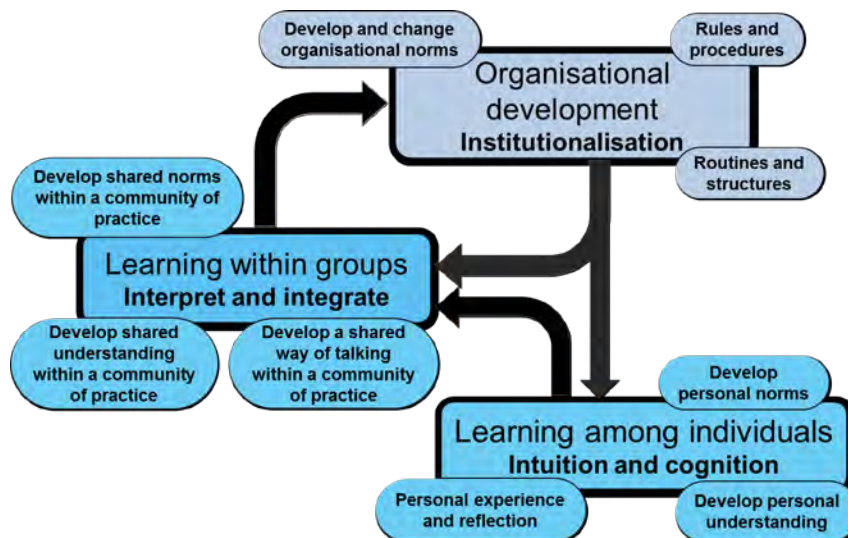 Develop and change
organisational norms
Rules and
procedures
Organisational
development
Institutionalisation
Routines and
structures
Develop shared norms
within a community of
practice
Learning within groups
Interpret and integrate
Develop shared
understanding
within a community
of practice
Develop a shared
way of talking
within a community
of practice
Develop
personal norms
Learning among individuals
Intuition and cognition
Personal experience
and reflection
Develop personal
understanding